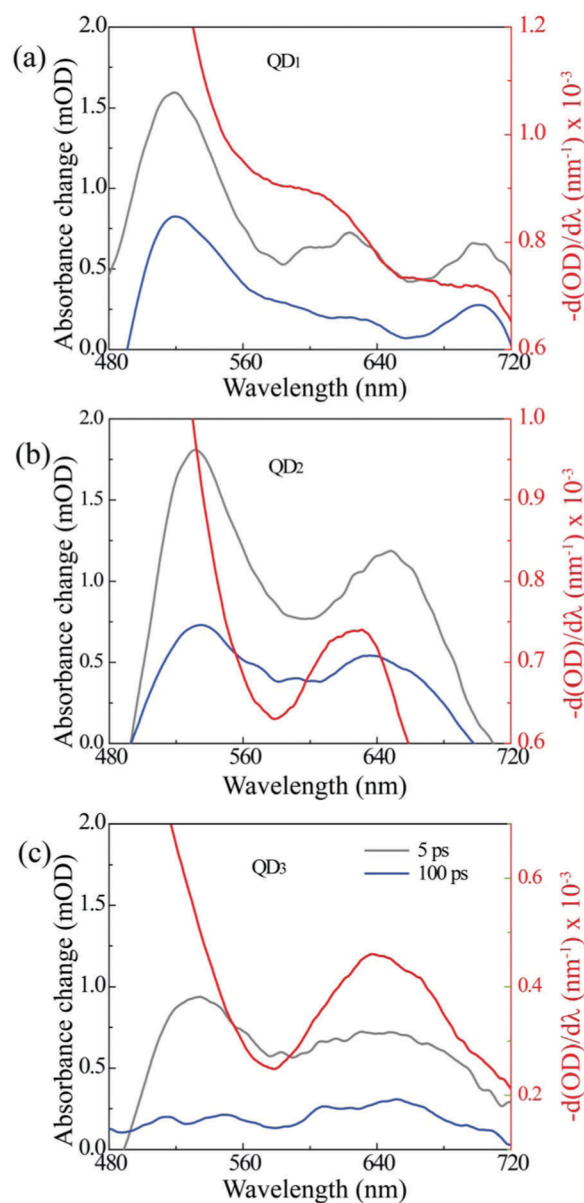 (a)
QD1
2.0
1.5
1.0
0.5
0.0
Absorbance change (mOD)
1.2
1.0
0.8
0.6
-d(OD)/dλ (nm⁻¹) x 10⁻³
480 560 640 720
Wavelength (nm)
(b)
QD2
2.0
1.5
1.0
0.5
0.0
Absorbance change (mOD)
1.0
0.9
0.8
0.7
0.6
-d(OD)/dλ (nm⁻¹) x 10⁻³
480 560 640 720
Wavelength (nm)
(c)
QD3
5 ps
100 ps
2.0
1.5
1.0
0.5
0.0
Absorbance change (mOD)
0.6
0.4
0.2
-d(OD)/dλ (nm⁻¹) x 10⁻³
480 560 640 720
Wavelength (nm)